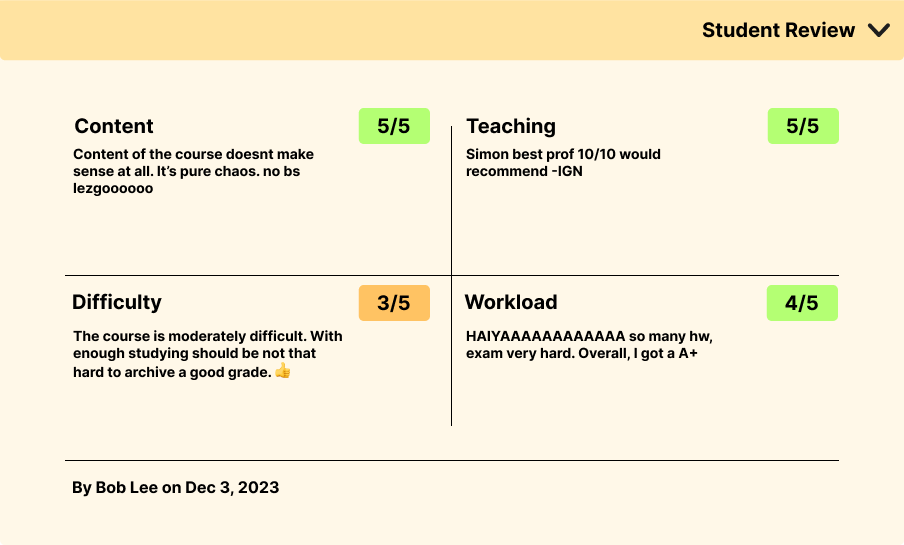 Student Review
Content
5/5
Content of the course doesnt make
sense at all. It’s pure chaos. no bs
lezgoooooo
Teaching
5/5
Simon best prof 10/10 would
recommend -IGN
Difficulty
3/5
The course is moderately difficult. With
enough studying should be not that
hard to archive a good grade. 👍
Workload
4/5
HAIYAAAAAAAAAAAA so many hw,
exam very hard. Overall, I got a A+
By Bob Lee on Dec 3, 2023